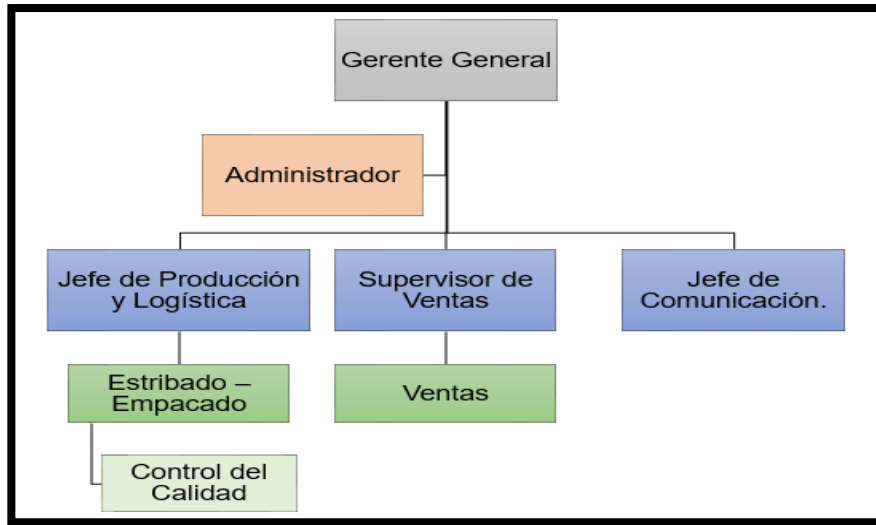 Gerente General
Administrador
Jefe de Producción
y Logística
Supervisor de
Ventas
Jefe de
Comunicación.
Estribado –
Empacado
Ventas
Control del
Calidad